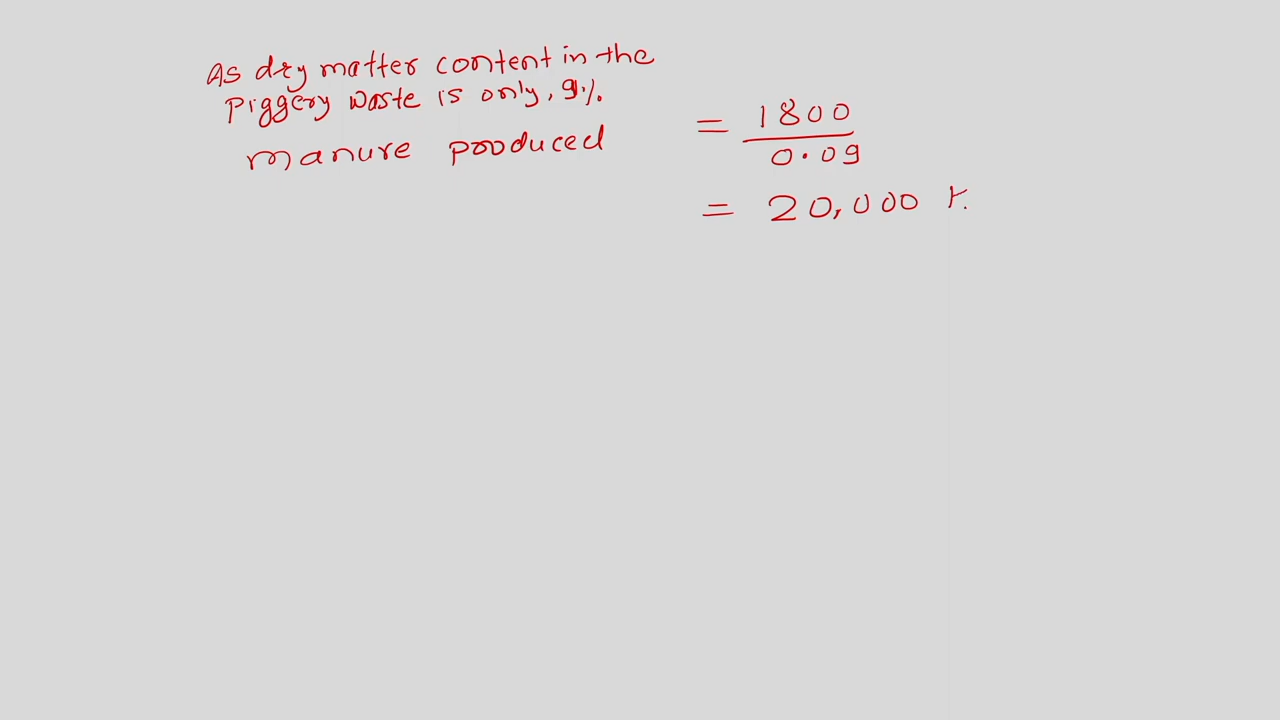 As dry matter content in the
Piggery waste is only, 9%.
manure produced
= 1800
0.09
= 20,000